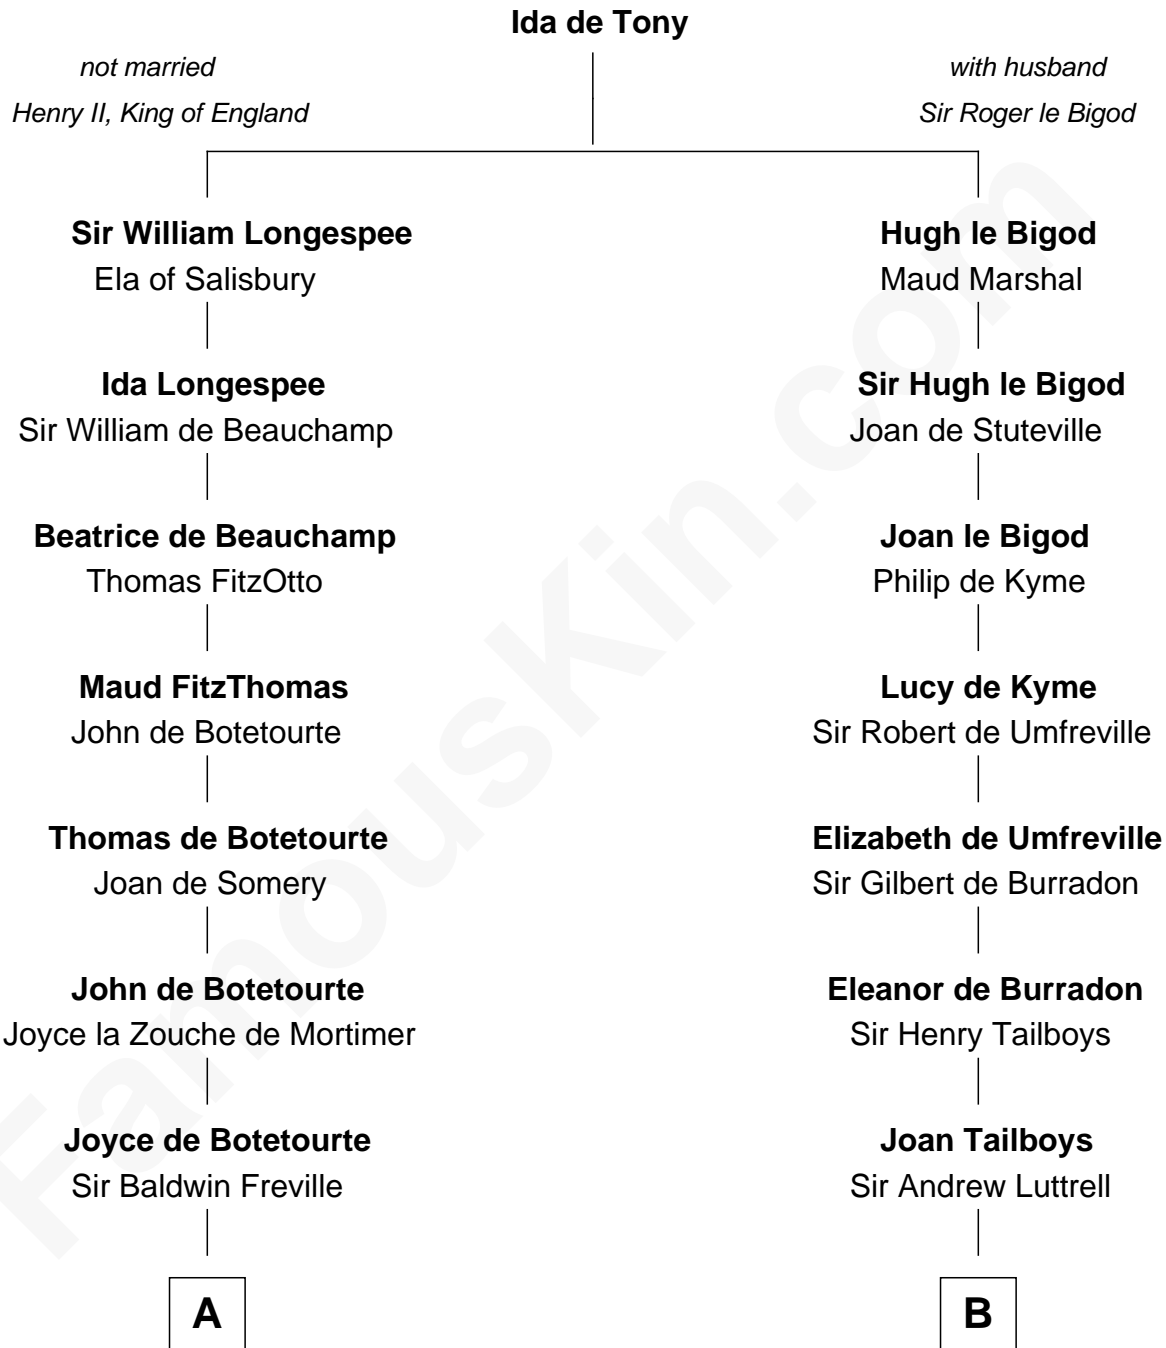 Ida de Tony
not married
Henry II, King of England
with husband
Sir Roger le Bigod
Sir William Longespee
Ela of Salisbury
Hugh le Bigod
Maud Marshal
Ida Longespee
Sir William de Beauchamp
Sir Hugh le Bigod
Joan de Stuteville
Beatrice de Beauchamp
Thomas FitzOtto
Joan le Bigod
Philip de Kyme
Maud FitzThomas
John de Botetourte
Lucy de Kyme
Sir Robert de Umfreville
Thomas de Botetourte
Joan de Somery
Elizabeth de Umfreville
Sir Gilbert de Burradon
John de Botetourte
Joyce la Zouche de Mortimer
Eleanor de Burradon
Sir Henry Tailboys
Joyce de Botetourte
Sir Baldwin Freville
Joan Tailboys
Sir Andrew Luttrell
A
B
FamousKin.com